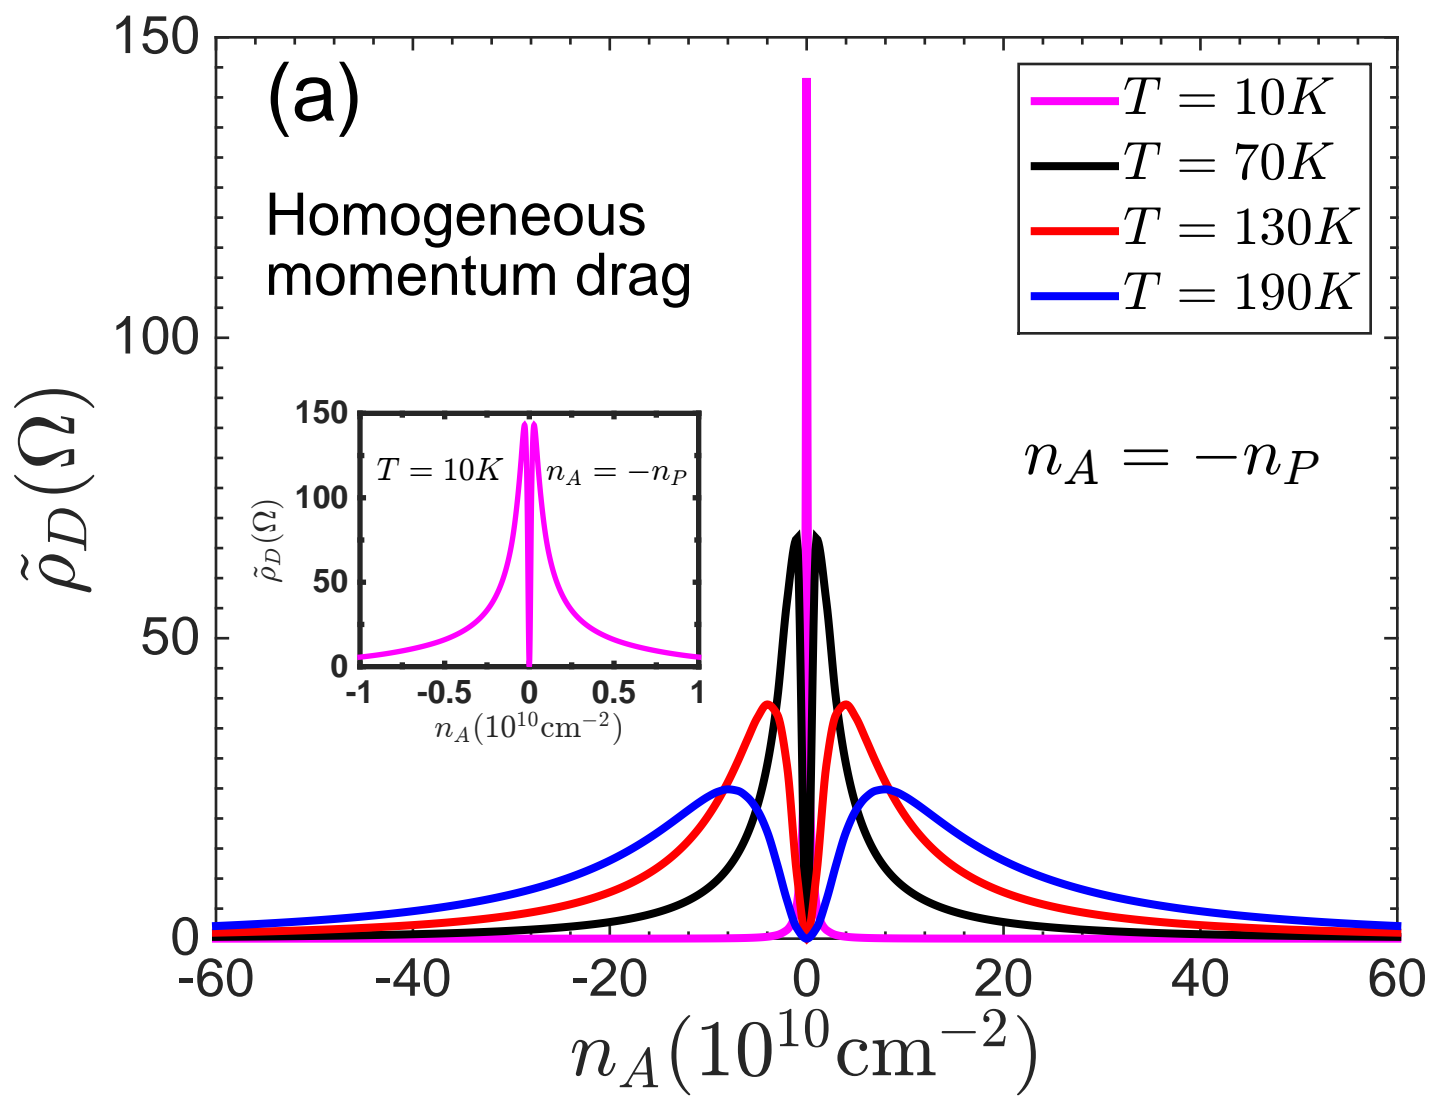 150
100
50
0
ρ̃_D(Ω)
(a)
Homogeneous
momentum drag
T = 10K
T = 70K
T = 130K
T = 190K
n_A = −n_P
150
100
50
0
ρ̃_D(Ω)
T = 10K n_A = −n_P
-1 -0.5 0 0.5 1
n_A(10^{10}cm^{−2})
-60 -40 -20 0 20 40 60
n_A(10^{10}cm^{−2})